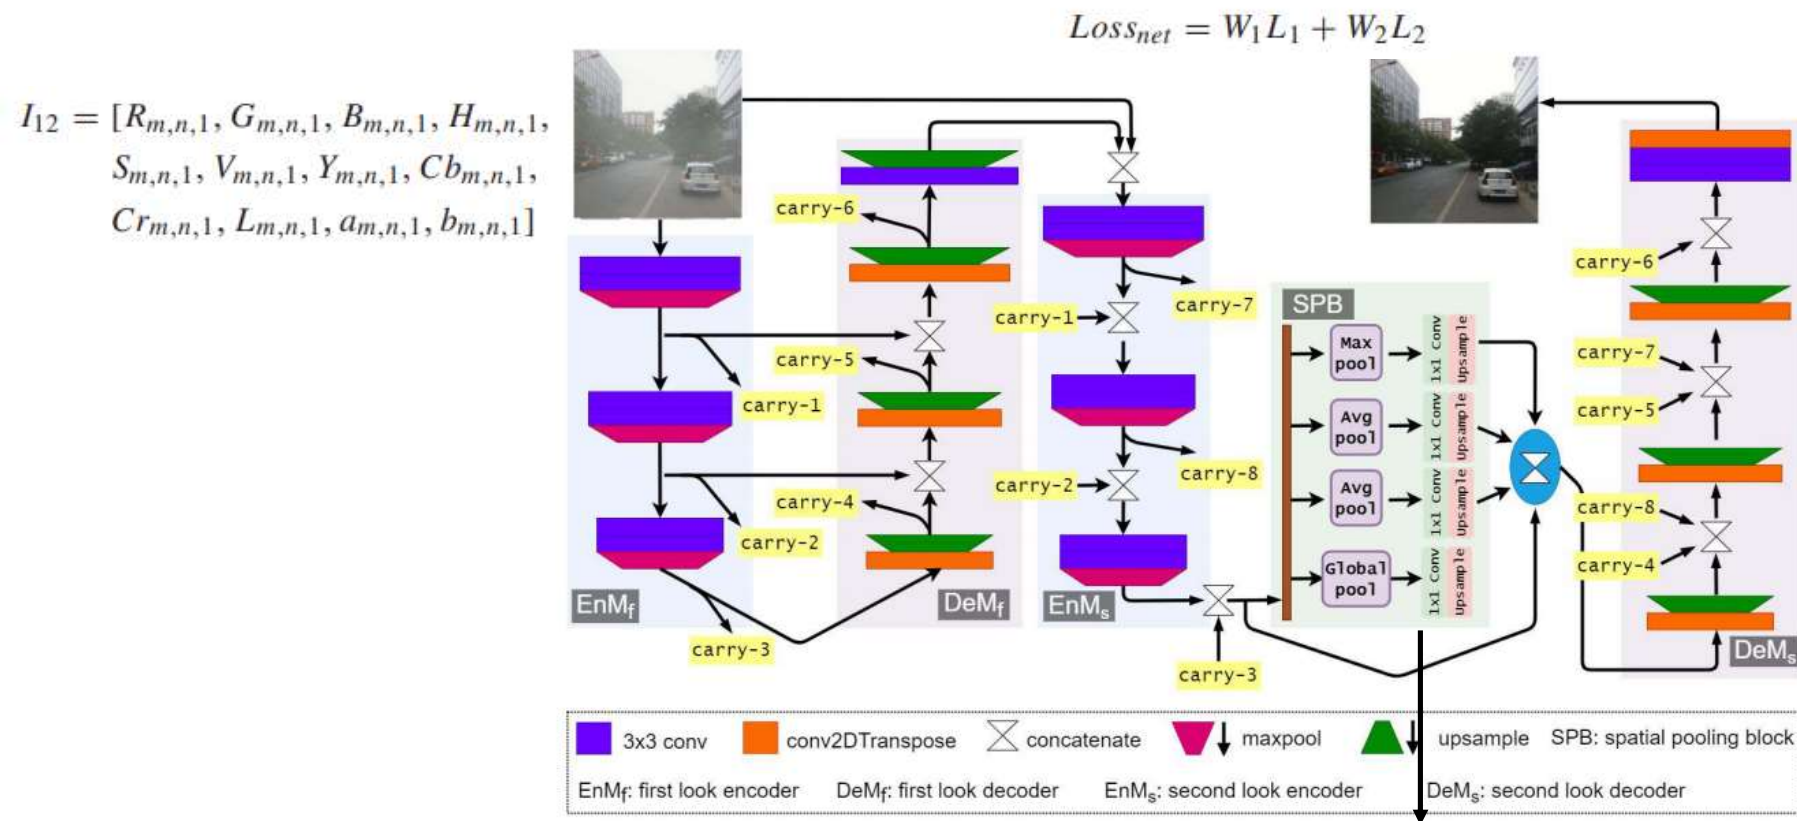 Loss_net = W_1L_1 + W_2L_2
I_12 = [R_m,n,1, G_m,n,1, B_m,n,1, H_m,n,1,
S_m,n,1, V_m,n,1, Y_m,n,1, Cb_m,n,1,
Cr_m,n,1, L_m,n,1, a_m,n,1, b_m,n,1]
carry-6
carry-5
carry-1
carry-4
carry-2
EnM_f
DeM_f
carry-3
carry-7
carry-1
carry-8
carry-2
EnM_s
carry-3
SPB
Max pool
1x1 Conv
Upsample
Avg pool
1x1 Conv
Upsample
Avg pool
1x1 Conv
Upsample
Global pool
1x1 Conv
Upsample
carry-6
carry-7
carry-5
carry-8
carry-4
DeM_s
3x3 conv conv2DTranspose concatenate maxpool upsample SPB: spatial pooling block
EnM_f: first look encoder DeM_f: first look decoder EnM_s: second look encoder DeM_s: second look decoder